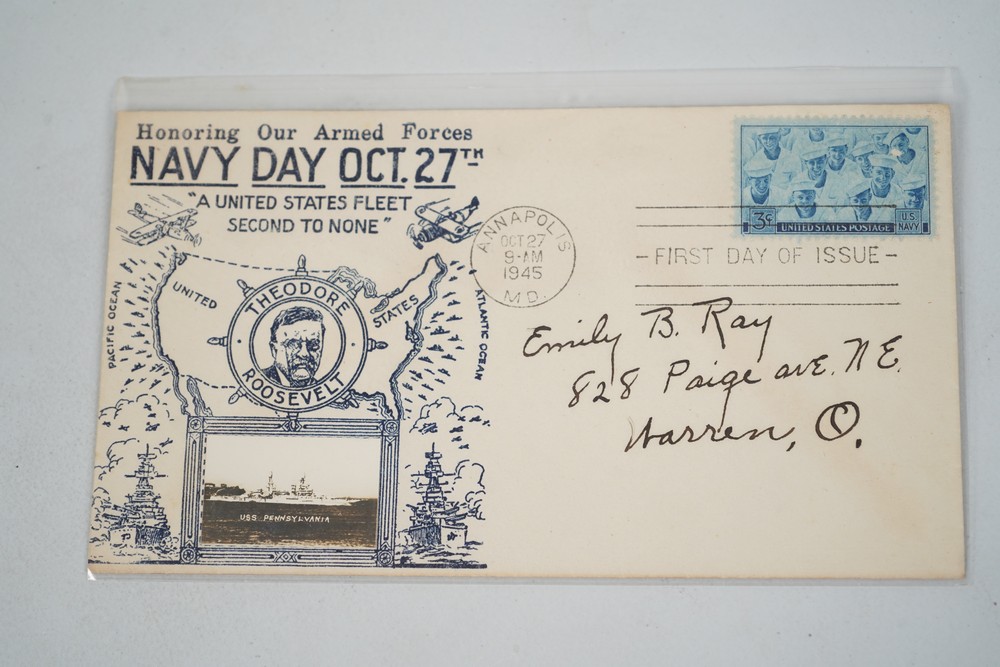 Honoring Our Armed Forces
NAVY DAY OCT. 27TH
"A UNITED STATES FLEET
SECOND TO NONE"
PACIFIC OCEAN
UNITED
STATES
ATLANTIC OCEAN
THEODORE
ROOSEVELT
USS PENNSYLVANIA
ANNAPOLIS
OCT 27
9-AM
1945
MD.
3¢
UNITED STATES POSTAGE
U.S.
NAVY
- FIRST DAY OF ISSUE -
Emily B. Ray
828 Paige ave. N.E.
Warren, O.